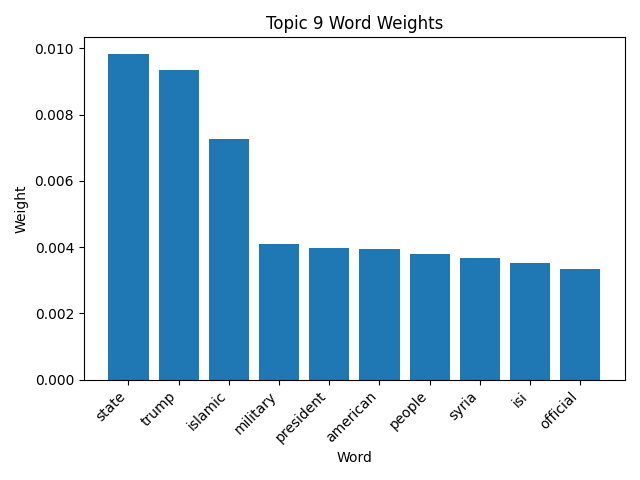 Topic 9 Word Weights
0.010
0.008
0.006
0.004
0.002
0.000
Weight
state
trump
islamic
military
president
american
people
syria
isi
official
Word